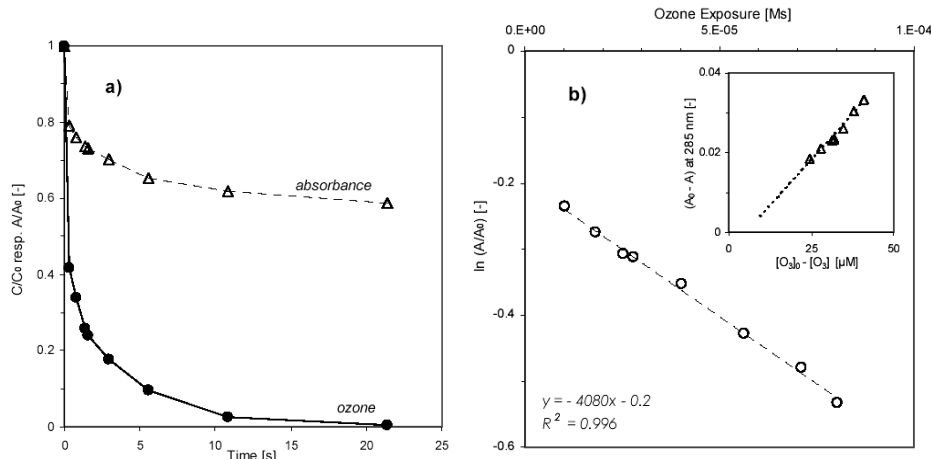 a)
C/C₀ resp. A/A₀ [-]
1
0.8
0.6
0.4
0.2
0
absorbance
ozone
0
5
10
15
20
25
Time [s]
Ozone Exposure [Ms]
0.E+00
5.E-05
1.E-04
b)
ln (A/A₀) [-]
0
-0.2
-0.4
-0.6
y = - 4080x - 0.2
R² = 0.996
(A₀ - A) at 285 nm [-]
0.04
0.02
0
0
25
50
[O₃]₀ - [O₃] [µM]